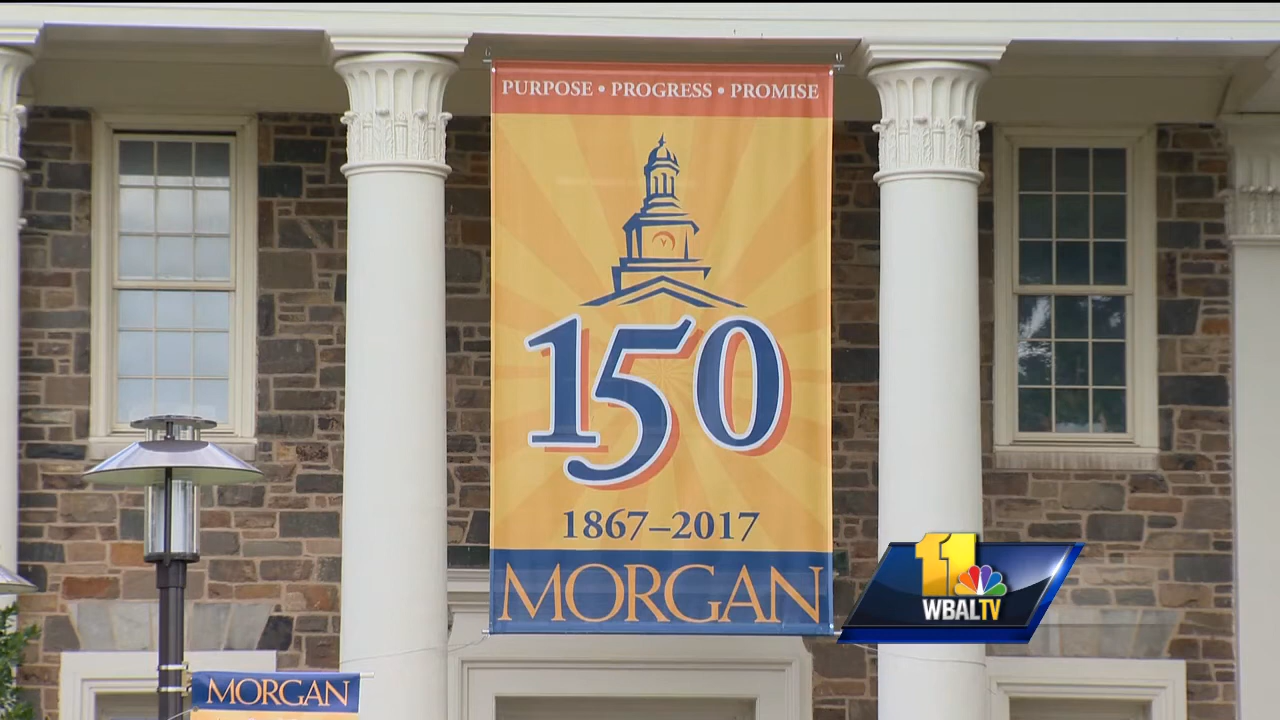 PURPOSE • PROGRESS • PROMISE
150
1867–2017
MORGAN
11
WBALTV
MORGAN